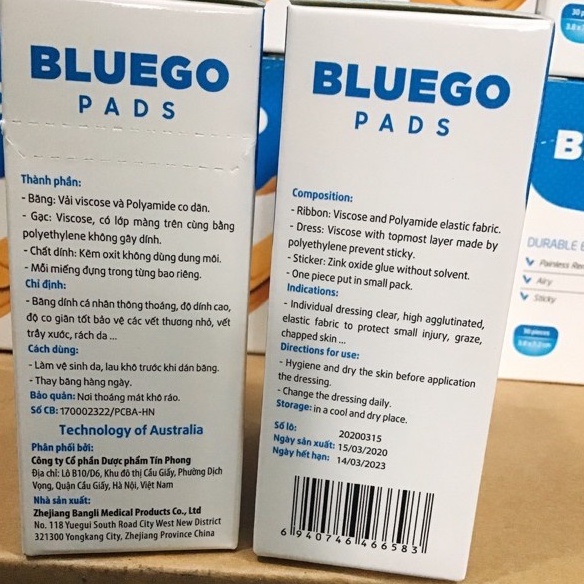 BLUEGO
PADS
Thành phần:
- Băng: Vải viscose và Polyamide co dãn.
- Gạc: Viscose, có lớp màng trên cùng bằng
polyethylene không gây dính.
- Chất dính: Kẽm oxit không dùng dung môi.
- Mỗi miếng đựng trong từng bao riêng.
Chỉ định:
- Băng dính cá nhân thông thoáng, độ dính cao,
độ co giãn tốt bảo vệ các vết thương nhỏ, vết
trầy xước, rách da ...
Cách dùng:
- Làm vệ sinh da, lau khô trước khi dán băng.
- Thay băng hàng ngày.
Bảo quản: Nơi thoáng mát khô ráo.
Số CB: 170002322/PCBA-HN
Technology of Australia
Phân phối bởi:
Công ty Cổ phần Dược phẩm Tín Phong
Địa chỉ: Lô B10/D6, Khu đô thị Cầu Giấy, Phường Dịch
Vọng, Quận Cầu Giấy, Hà Nội, Việt Nam
Nhà sản xuất:
Zhejiang Bangli Medical Products Co., Ltd
No. 118 Yuegui South Road City West New District
321300 Yongkang City, Zhejiang Province China
BLUEGO
PADS
Composition:
- Ribbon: Viscose and Polyamide elastic fabric.
- Dress: Viscose with topmost layer made by
polyethylene prevent sticky.
- Sticker: Zink oxide glue without solvent.
- One piece put in small pack.
Indications:
- Individual dressing clear, high agglutinated,
elastic fabric to protect small injury, graze,
chapped skin ...
Directions for use:
- Hygiene and dry the skin before application
the dressing.
- Change the dressing daily.
Storage: in a cool and dry place.
Số lô: 20200315
Ngày sản xuất: 15/03/2020
Ngày hết hạn: 14/03/2023
6 940746 466583
B
DURABLE
Painless
Airy
Sticky
30 pieces